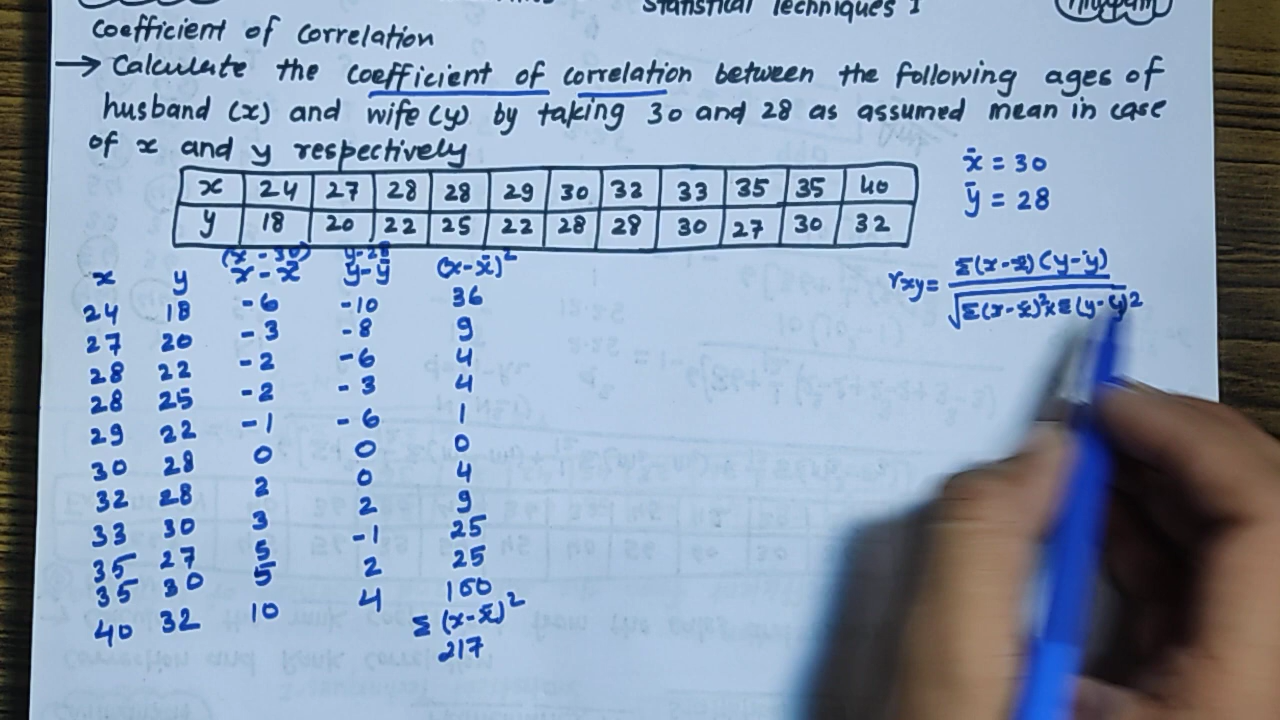 Statistical Techniques I
Coefficient of correlation
→ Calculate the coefficient of correlation between the following ages of
husband (x) and wife (y) by taking 30 and 28 as assumed mean in case
of x and y respectively
x 24 27 28 28 29 30 32 33 35 35 40
y 18 20 22 25 22 28 28 30 27 30 32
x̄ = 30
ȳ = 28
(x - 30) y-28
x y x - x̄ y-ȳ (x-x̄)²
24 18 -6 -10 36
27 20 -3 -8 9
28 22 -2 -6 4
28 25 -2 -3 4
29 22 -1 -6 1
30 28 0 0 0
32 28 2 0 4
33 30 3 2 9
35 27 5 -1 25
35 30 5 2 25
40 32 10 4 100
Σ (x-x̄)²
217
rxy = Σ(x-x̄)(y-ȳ)
√Σ(x-x̄)²x Σ(y-ȳ)²